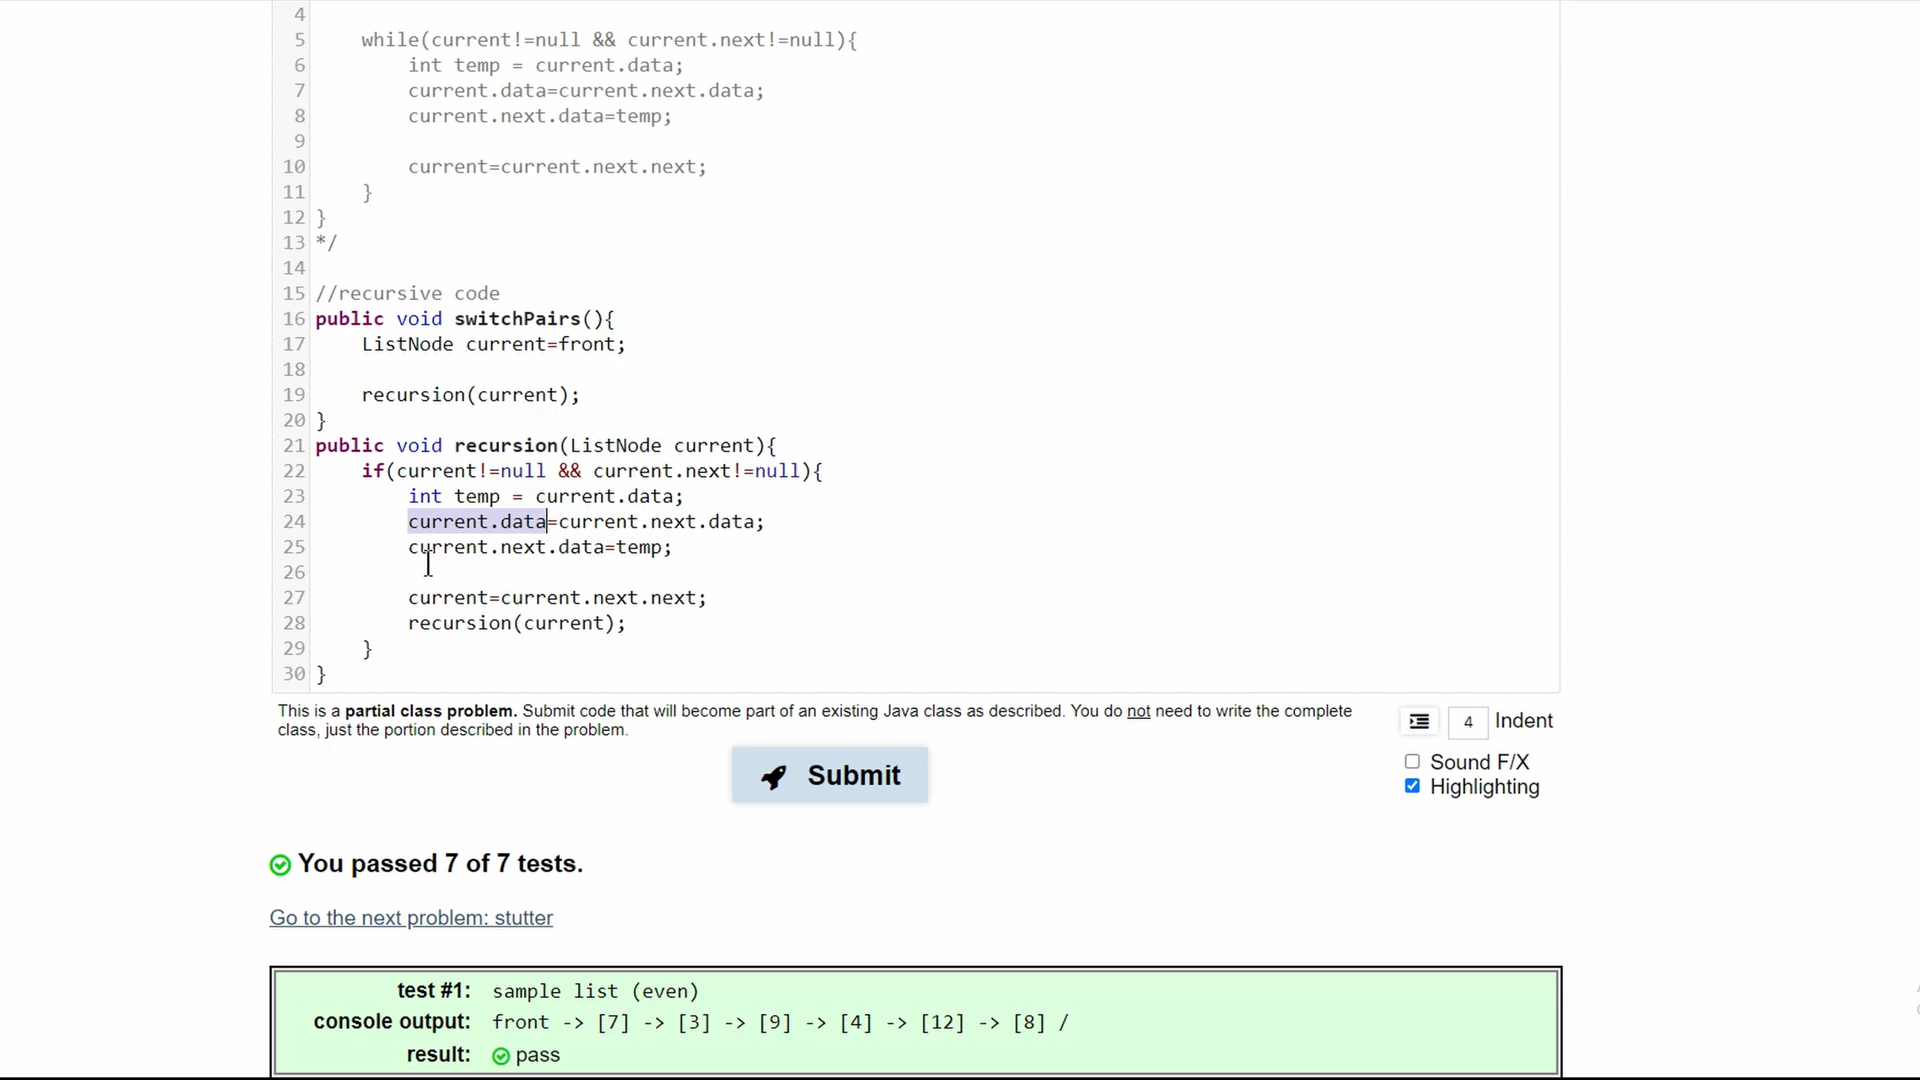 4
5 while(current!=null && current.next!=null){
6 int temp = current.data;
7 current.data=current.next.data;
8 current.next.data=temp;
9
10 current=current.next.next;
11 }
12 }
13 */
14
15 //recursive code
16 public void switchPairs(){
17 ListNode current=front;
18
19 recursion(current);
20 }
21 public void recursion(ListNode current){
22 if(current!=null && current.next!=null){
23 int temp = current.data;
24 current.data=current.next.data;
25 current.next.data=temp;
26
27 current=current.next.next;
28 recursion(current);
29 }
30 }
This is a partial class problem. Submit code that will become part of an existing Java class as described. You do not need to write the complete
class, just the portion described in the problem.
4 Indent
Sound F/X
Highlighting
Submit
You passed 7 of 7 tests.
Go to the next problem: stutter
test #1: sample list (even)
console output: front -> [7] -> [3] -> [9] -> [4] -> [12] -> [8] /
result: pass